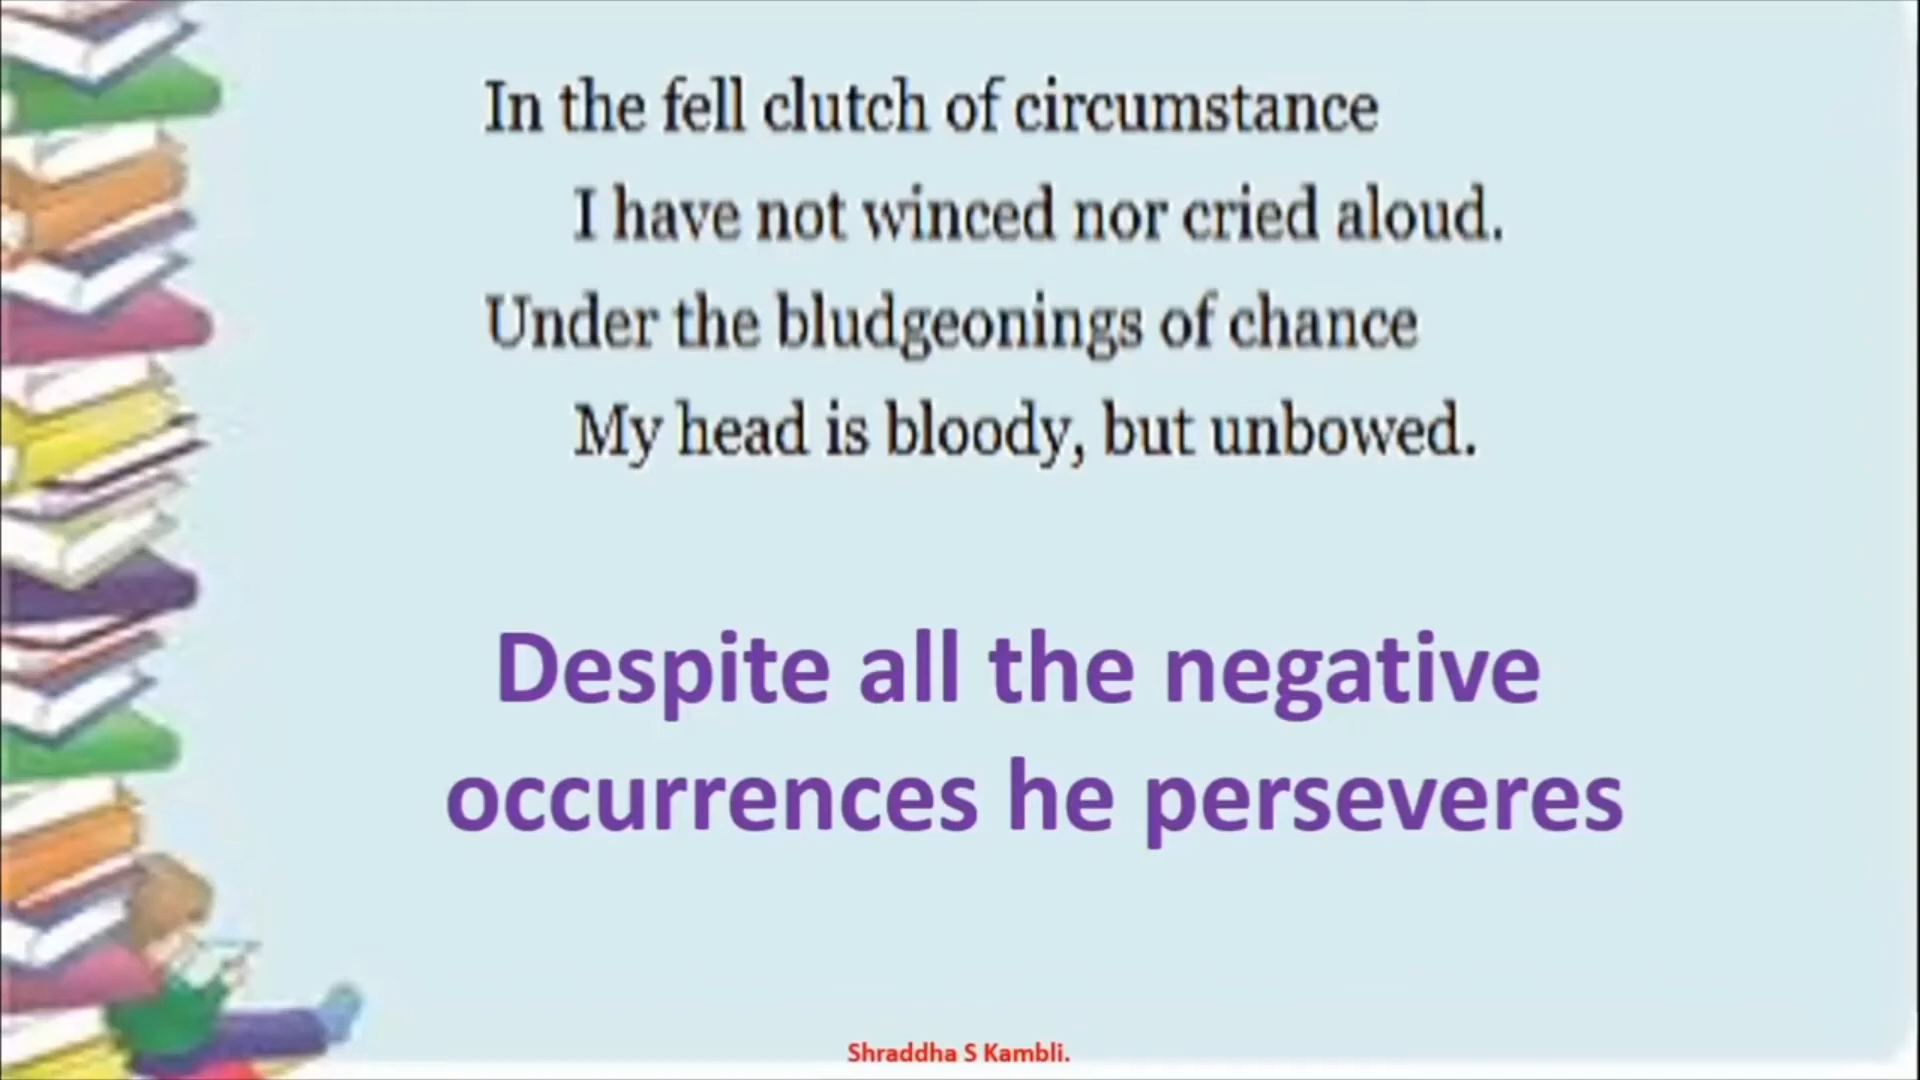 In the fell clutch of circumstance
I have not winced nor cried aloud.
Under the bludgeonings of chance
My head is bloody, but unbowed.
Despite all the negative
occurrences he perseveres
Shraddha S Kambli.